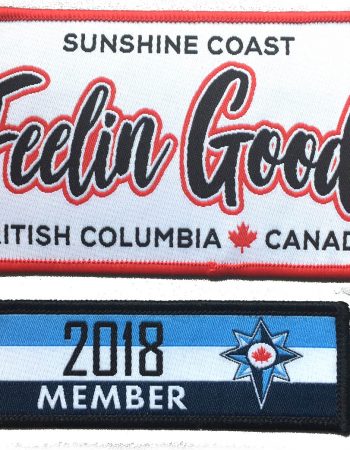 SUNSHINE COAST
Feelin Good
RITISH COLUMBIA CANAD
2018
MEMBER